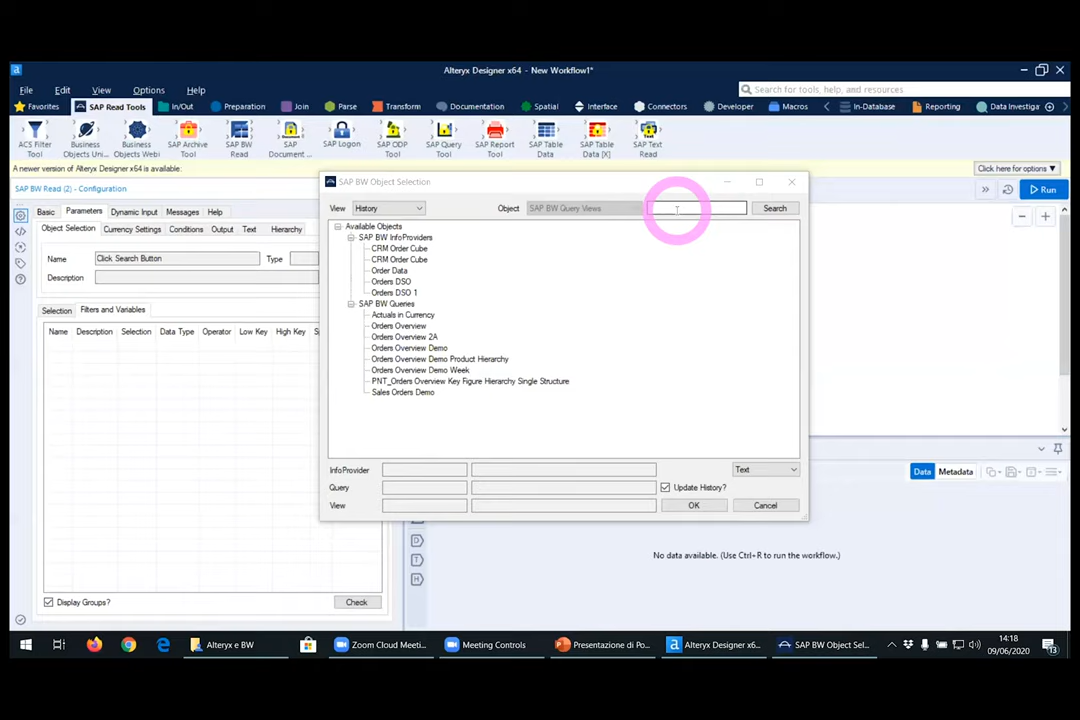 Alteryx Designer x64 - New Workflow1*
File Edit View Options Help
Search for tools, help, and resources
Favorites SAP Read Tools In/Out Preparation Join Parse Transform Documentation Spatial Interface Connectors Developer Macros In-Database Reporting Data Investiga
ACS Filter Tool
Business Objects Uni...
Business Objects Webi
SAP Archive Tool
SAP BW Read
SAP Document ...
SAP Logon
SAP ODP Tool
SAP Query Tool
SAP Report Tool
SAP Table Data
SAP Table Data [X]
SAP Text Read
A newer version of Alteryx Designer x64 is available.
Click here for options
SAP BW Read (2) - Configuration
Run
Basic Parameters Dynamic Input Messages Help
Object Selection Currency Settings Conditions Output Text Hierarchy
Name Click Search Button Type
Description
Selection Filters and Variables
Name Description Selection Data Type Operator Low Key High Key
Display Groups?
Check
SAP BW Object Selection
View History Object SAP BW Query Views Search
Available Objects
SAP BW InfoProviders
CRM Order Cube
CRM Order Cube
Order Data
Orders DSO
Orders DSO 1
SAP BW Queries
Actuals in Currency
Orders Overview
Orders Overview 2A
Orders Overview Demo
Orders Overview Demo Product Hierarchy
Orders Overview Demo Week
PNT_Orders Overview Key Figure Hierarchy Single Structure
Sales Orders Demo
InfoProvider Text
Query Update History?
View OK Cancel
Data Metadata
D
T
H
No data available. (Use Ctrl+R to run the workflow.)
Alteryx e BW
Zoom Cloud Meeti...
Meeting Controls
Presentazione di Po...
Alteryx Designer x6...
SAP BW Object Sel...
14:18
09/06/2020
13